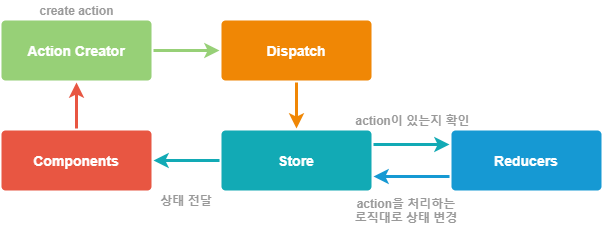 create action
Action Creator
Dispatch
action이 있는지 확인
Components
Store
Reducers
상태 전달
action을 처리하는
로직대로 상태 변경